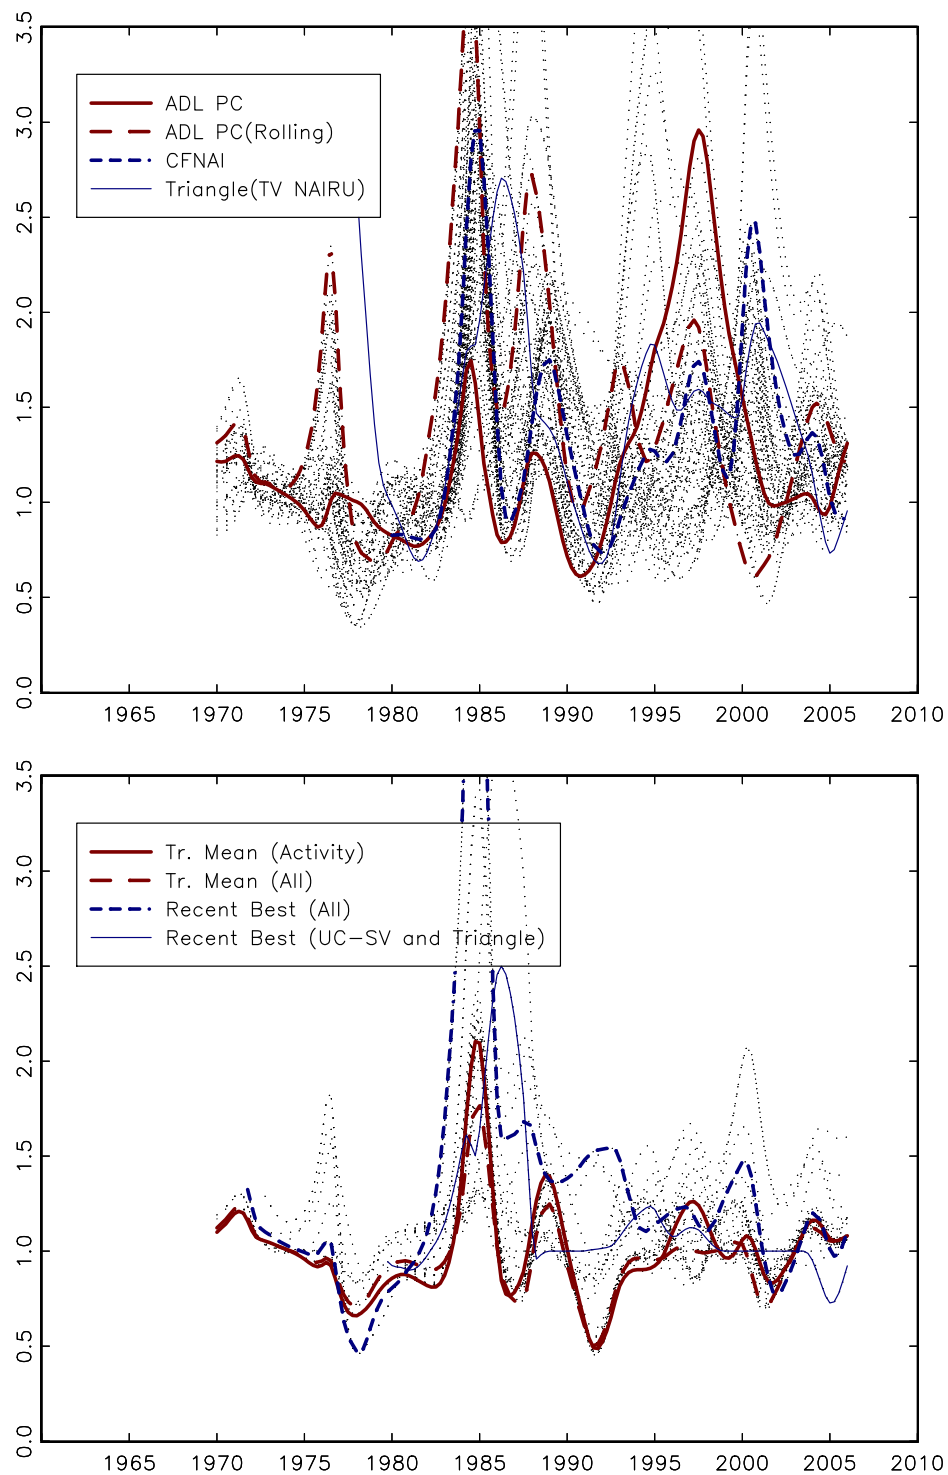 3.5
3.0
2.5
2.0
1.5
1.0
0.5
0.0
ADL PC
ADL PC(Rolling)
CFNAI
Triangle(TV NAIRU)
1965 1970 1975 1980 1985 1990 1995 2000 2005 2010
3.5
3.0
2.5
2.0
1.5
1.0
0.5
0.0
Tr. Mean (Activity)
Tr. Mean (All)
Recent Best (All)
Recent Best (UC-SV and Triangle)
1965 1970 1975 1980 1985 1990 1995 2000 2005 2010